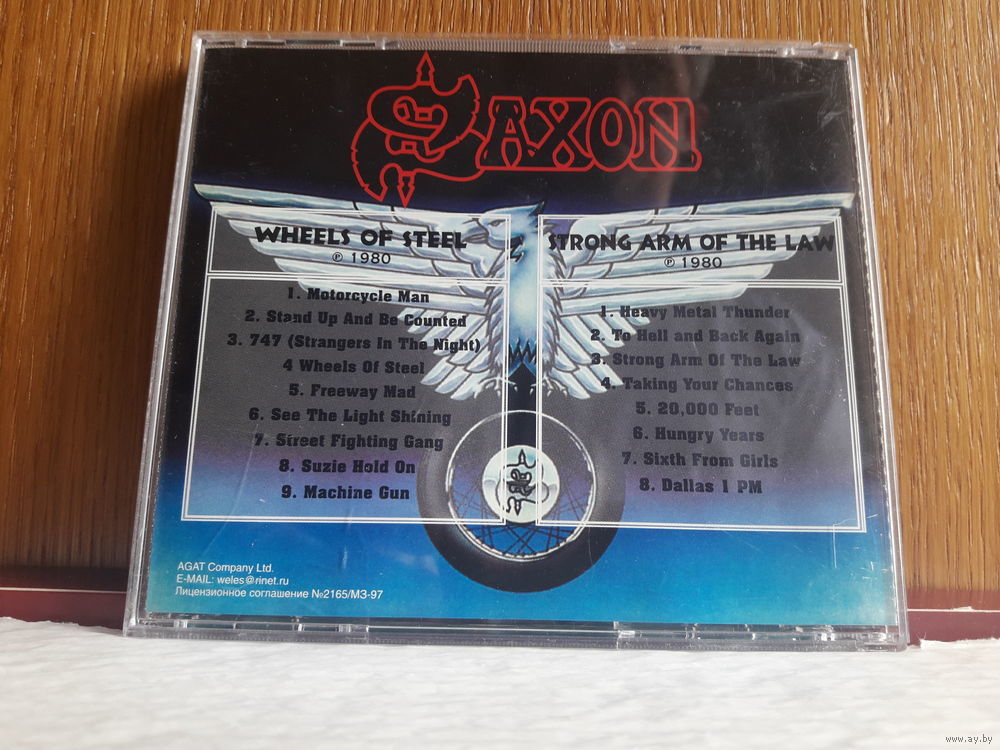 SAXON
WHEELS OF STEEL
℗ 1980
1. Motorcycle Man
2. Stand Up And Be Counted
3. 747 (Strangers In The Night)
4 Wheels Of Steel
5. Freeway Mad
6. See The Light Shining
7. Street Fighting Gang
8. Suzie Hold On
9. Machine Gun
STRONG ARM OF THE LAW
℗ 1980
1. Heavy Metal Thunder
2. To Hell and Back Again
3. Strong Arm Of The Law
4. Taking Your Chances
5. 20,000 Feet
6. Hungry Years
7. Sixth From Girls
8. Dallas 1 PM
AGAT Company Ltd.
E-MAIL: weles@rinet.ru
Лицензионное соглашение №2165/МЗ-97
www.ay.by